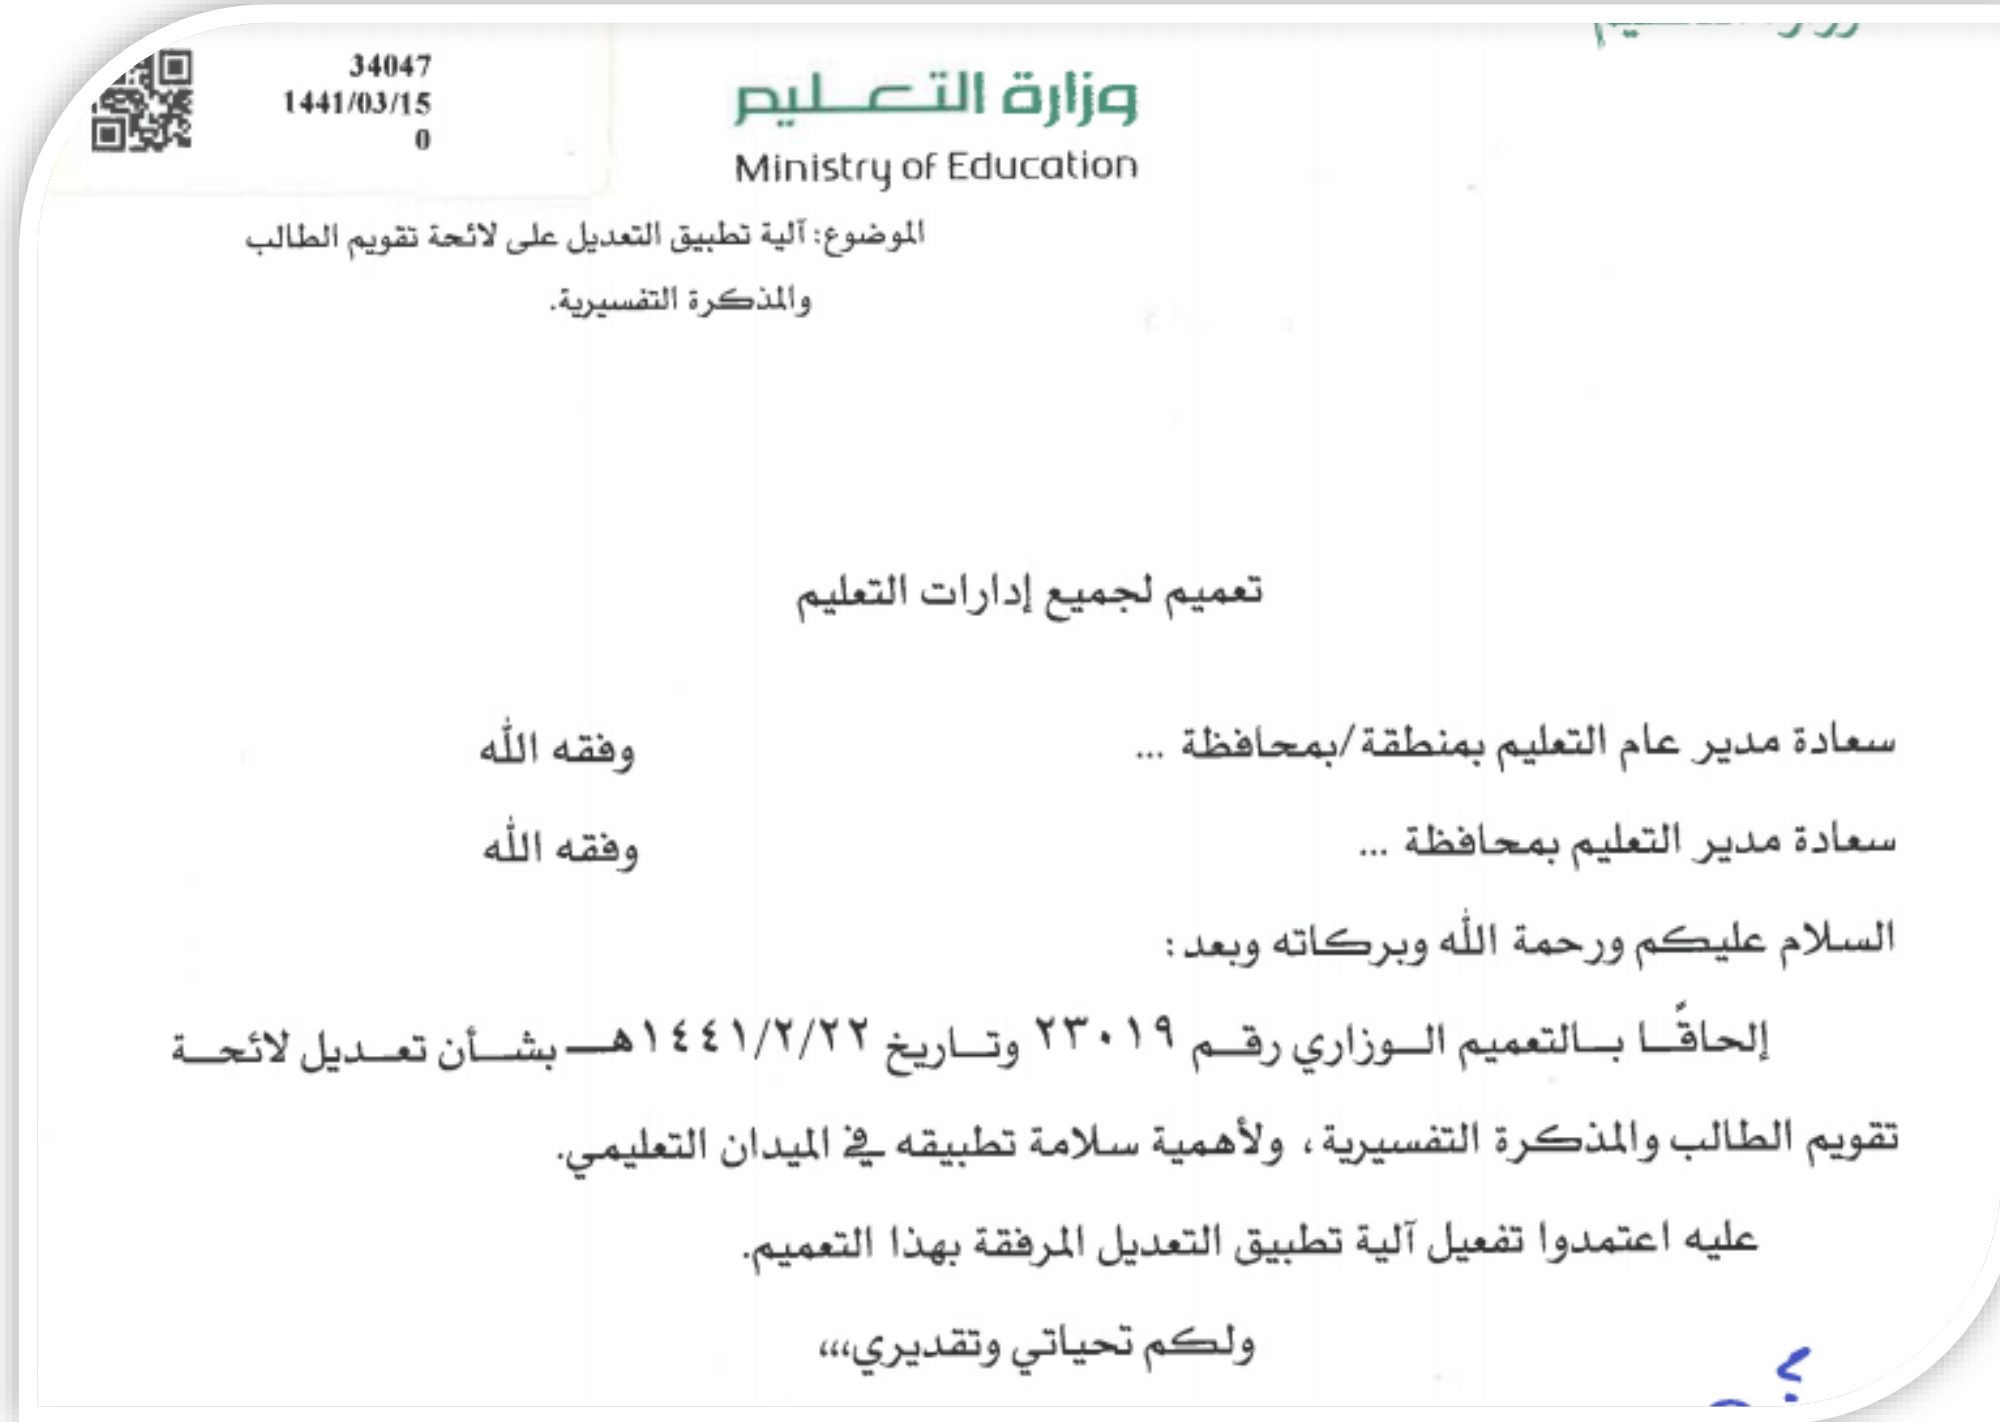 34047
1441/03/15
0
وزارة التعليم
Ministry of Education
الموضوع: آلية تطبيق التعديل على لائحة تقويم الطالب
والمذكرة التفسيرية.
تعميم لجميع إدارات التعليم
سعادة مدير عام التعليم بمنطقة/بمحافظة ... وفقه الله
سعادة مدير التعليم بمحافظة ... وفقه الله
السلام عليكم ورحمة الله وبركاته وبعد:
إلحاقًا بالتعميم الوزاري رقم ٢٣٠١٩ وتاريخ ١٤٤١/٢/٢٢هـ بشأن تعديل لائحة
تقويم الطالب والمذكرة التفسيرية، ولأهمية سلامة تطبيقه في الميدان التعليمي.
عليه اعتمدوا تفعيل آلية تطبيق التعديل المرفقة بهذا التعميم.
ولكم تحياتي وتقديري،،،